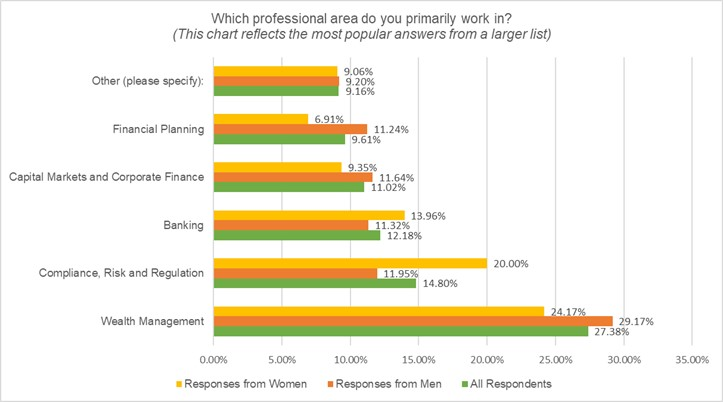 Which professional area do you primarily work in?
(This chart reflects the most popular answers from a larger list)
Other (please specify):
9.06%
9.20%
9.16%
Financial Planning
6.91%
11.24%
9.61%
Capital Markets and Corporate Finance
9.35%
11.64%
11.02%
Banking
13.96%
11.32%
12.18%
Compliance, Risk and Regulation
20.00%
11.95%
14.80%
Wealth Management
24.17%
29.17%
27.38%
0.00% 5.00% 10.00% 15.00% 20.00% 25.00% 30.00% 35.00%
Responses from Women Responses from Men All Respondents